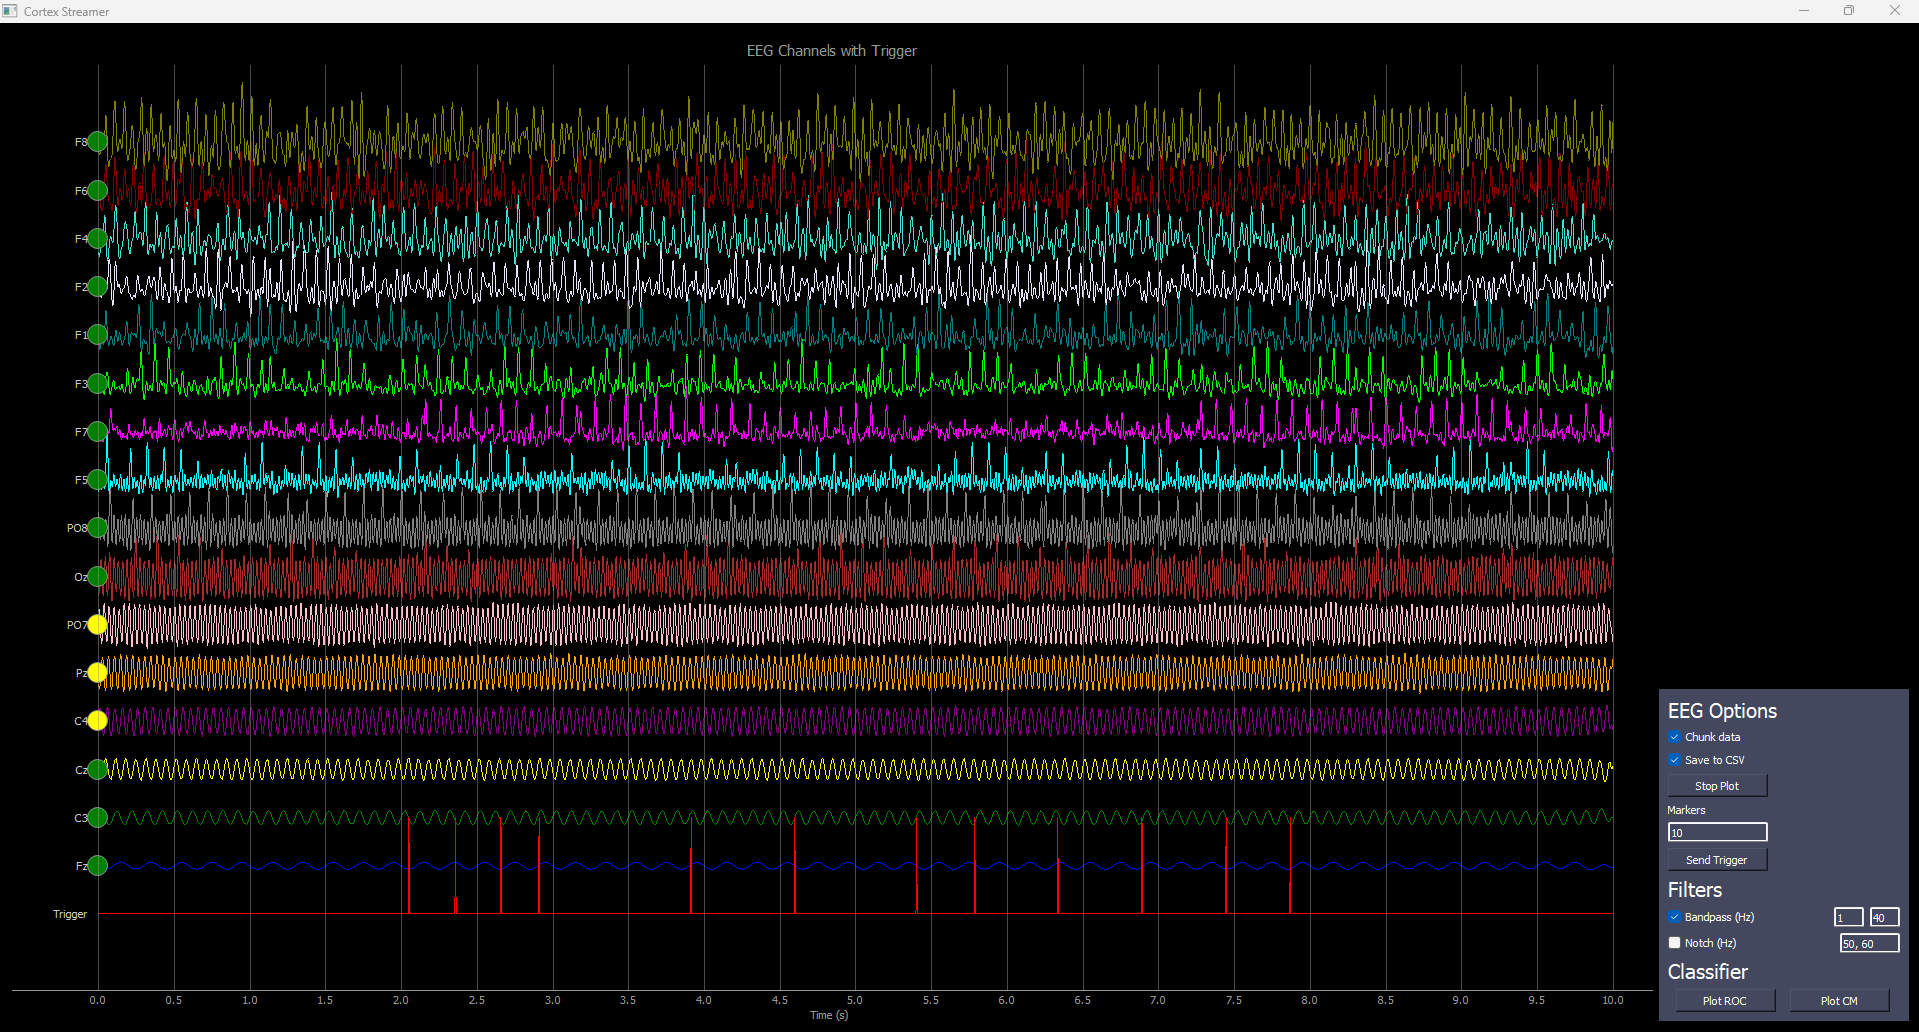 Cortex Streamer
EEG Channels with Trigger
F8
F6
F4
F2
F1
F3
F7
F5
PO8
Oz
PO7
Pz
C4
Cz
C3
Fz
Trigger
0.0 0.5 1.0 1.5 2.0 2.5 3.0 3.5 4.0 4.5 5.0 5.5 6.0 6.5 7.0 7.5 8.0 8.5 9.0 9.5 10.0
Time (s)
EEG Options
Chunk data
Save to CSV
Stop Plot
Markers
10
Send Trigger
Filters
Bandpass (Hz) 1 40
Notch (Hz) 50, 60
Classifier
Plot ROC Plot CM